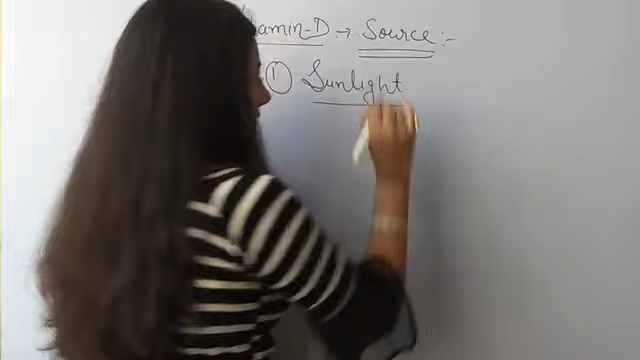 amin-D → Source:-
① Sunlight